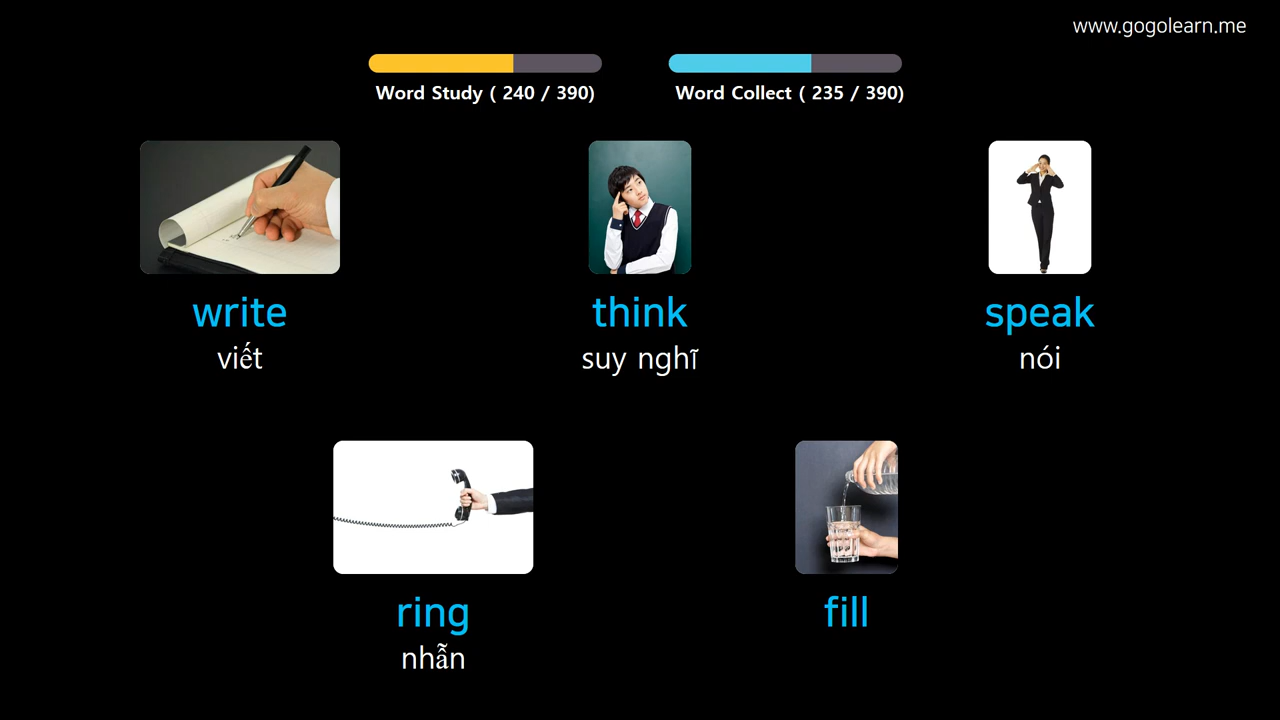 www.gogolearn.me
Word Study ( 240 / 390)
Word Collect ( 235 / 390)
write
think
speak
viết
suy nghĩ
nói
ring
fill
nhẫn